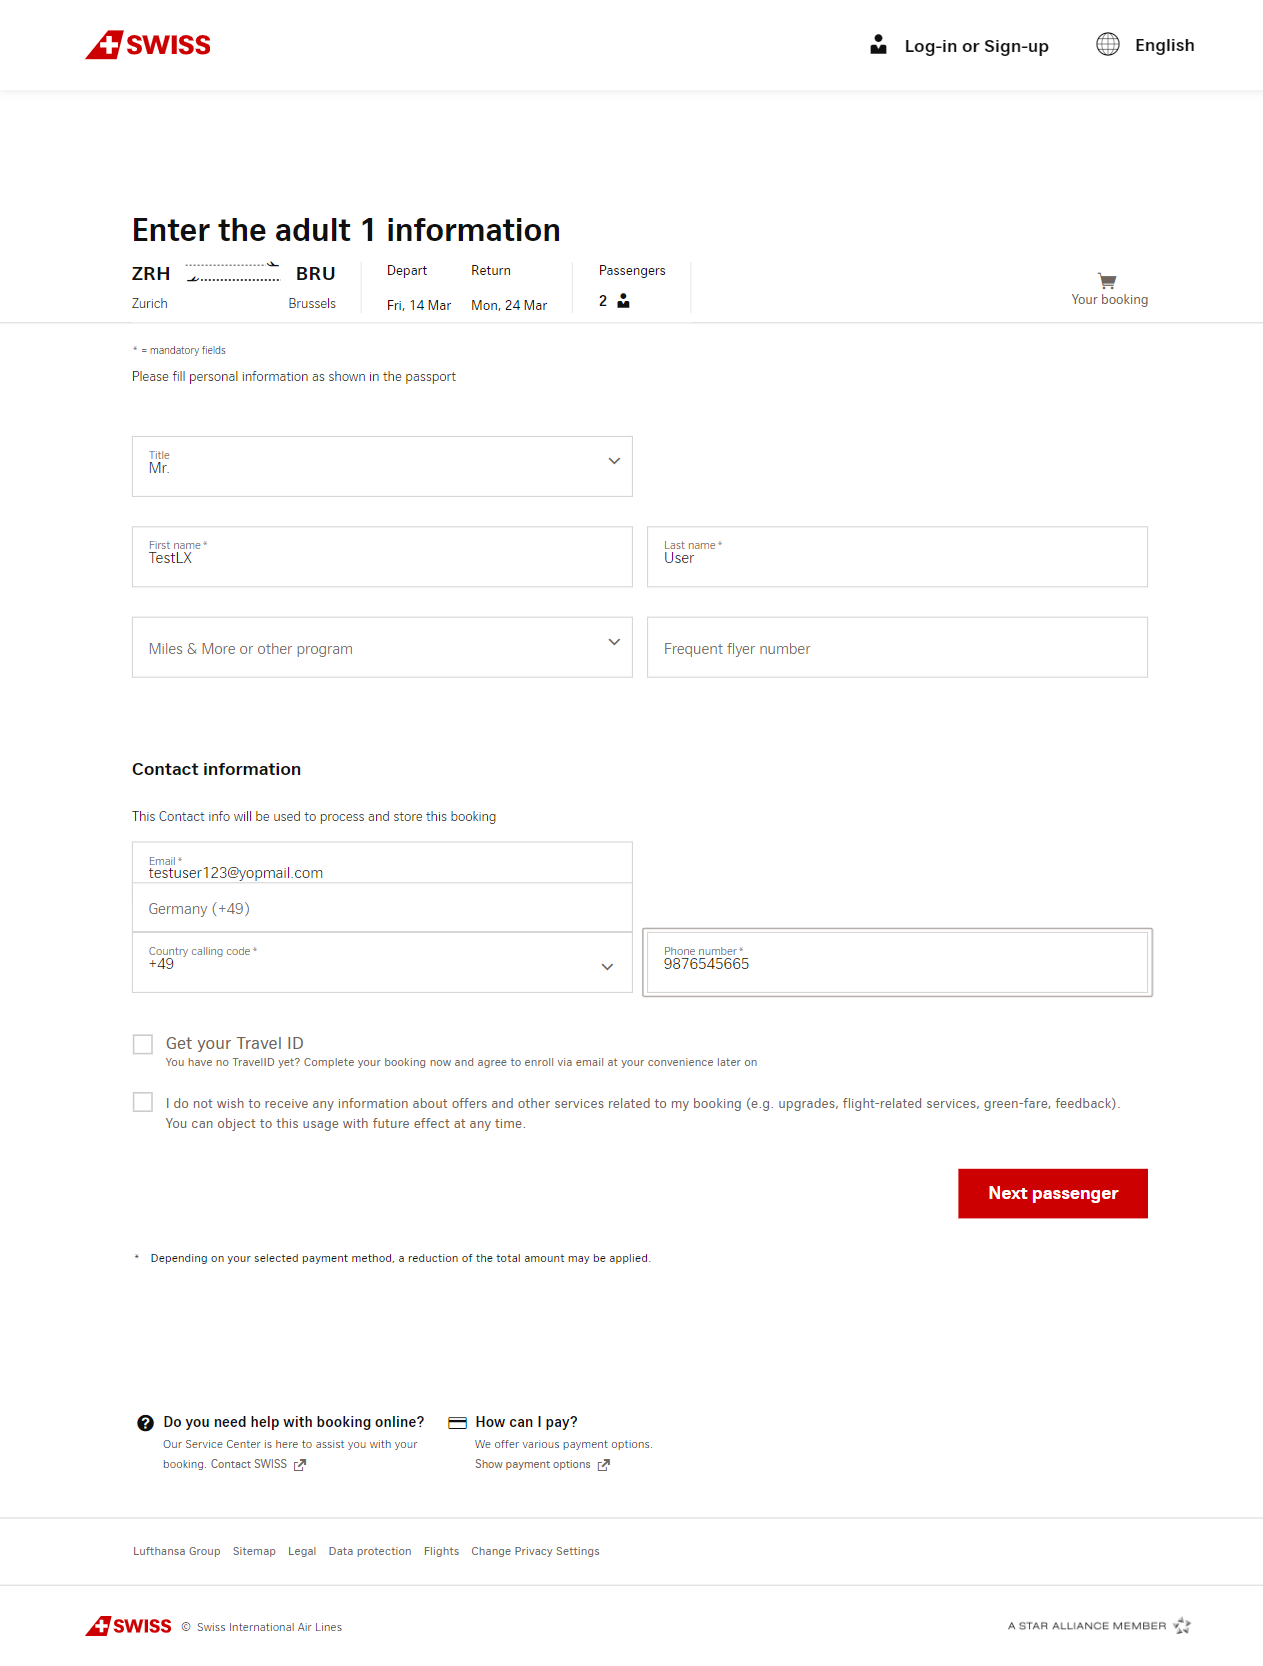 SWISS
Log-in or Sign-up
English
Enter the adult 1 information
ZRH
BRU
Zurich
Brussels
Depart
Return
Fri, 14 Mar
Mon, 24 Mar
Passengers
2
Your booking
* = mandatory fields
Please fill personal information as shown in the passport
Title
Mr.
First name *
TestLX
Last name *
User
Miles & More or other program
Frequent flyer number
Contact information
This Contact info will be used to process and store this booking
Email *
testuser123@yopmail.com
Germany (+49)
Country calling code *
+49
Phone number *
9876545665
Get your Travel ID
You have no TravelID yet? Complete your booking now and agree to enroll via email at your convenience later on
I do not wish to receive any information about offers and other services related to my booking (e.g. upgrades, flight-related services, green-fare, feedback).
You can object to this usage with future effect at any time.
Next passenger
* Depending on your selected payment method, a reduction of the total amount may be applied.
Do you need help with booking online?
Our Service Center is here to assist you with your
booking. Contact SWISS
How can I pay?
We offer various payment options.
Show payment options
Lufthansa Group Sitemap Legal Data protection Flights Change Privacy Settings
SWISS © Swiss International Air Lines
A STAR ALLIANCE MEMBER